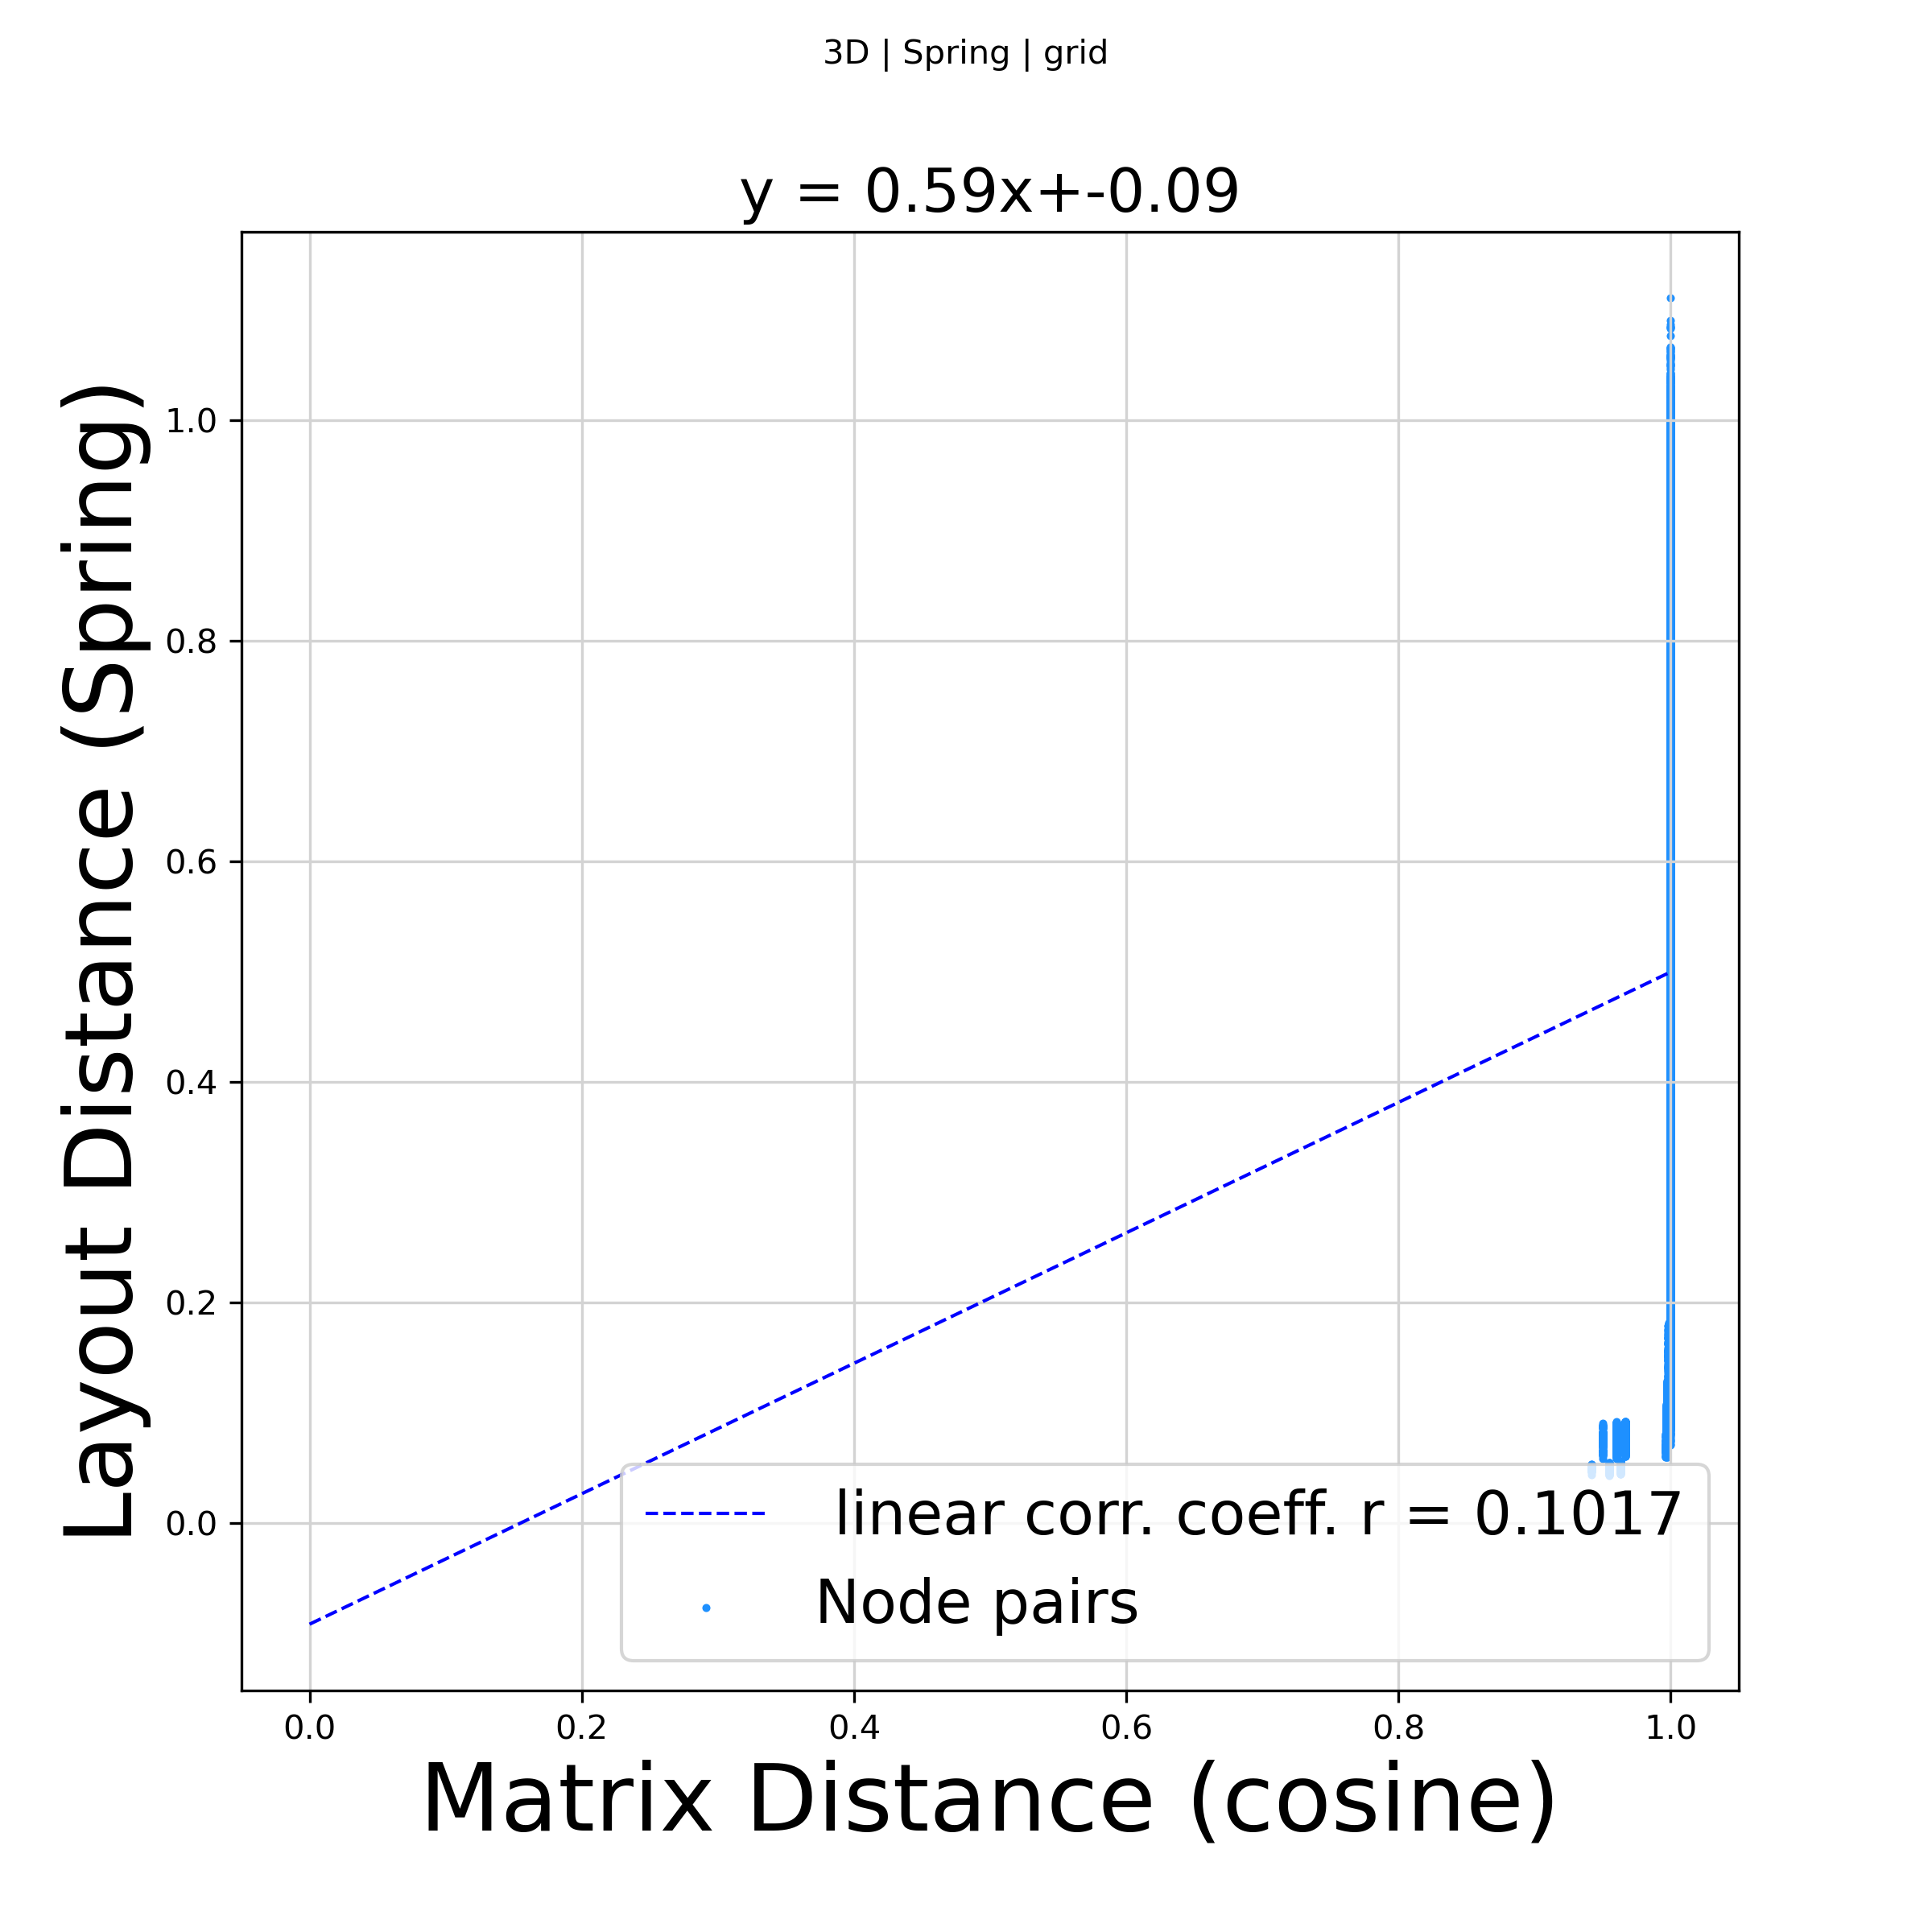 3D | Spring | grid
y = 0.59x+-0.09
Layout Distance (Spring)
1.0
0.8
0.6
0.4
0.2
0.0
linear corr. coeff. r = 0.1017
Node pairs
0.0 0.2 0.4 0.6 0.8 1.0
Matrix Distance (cosine)